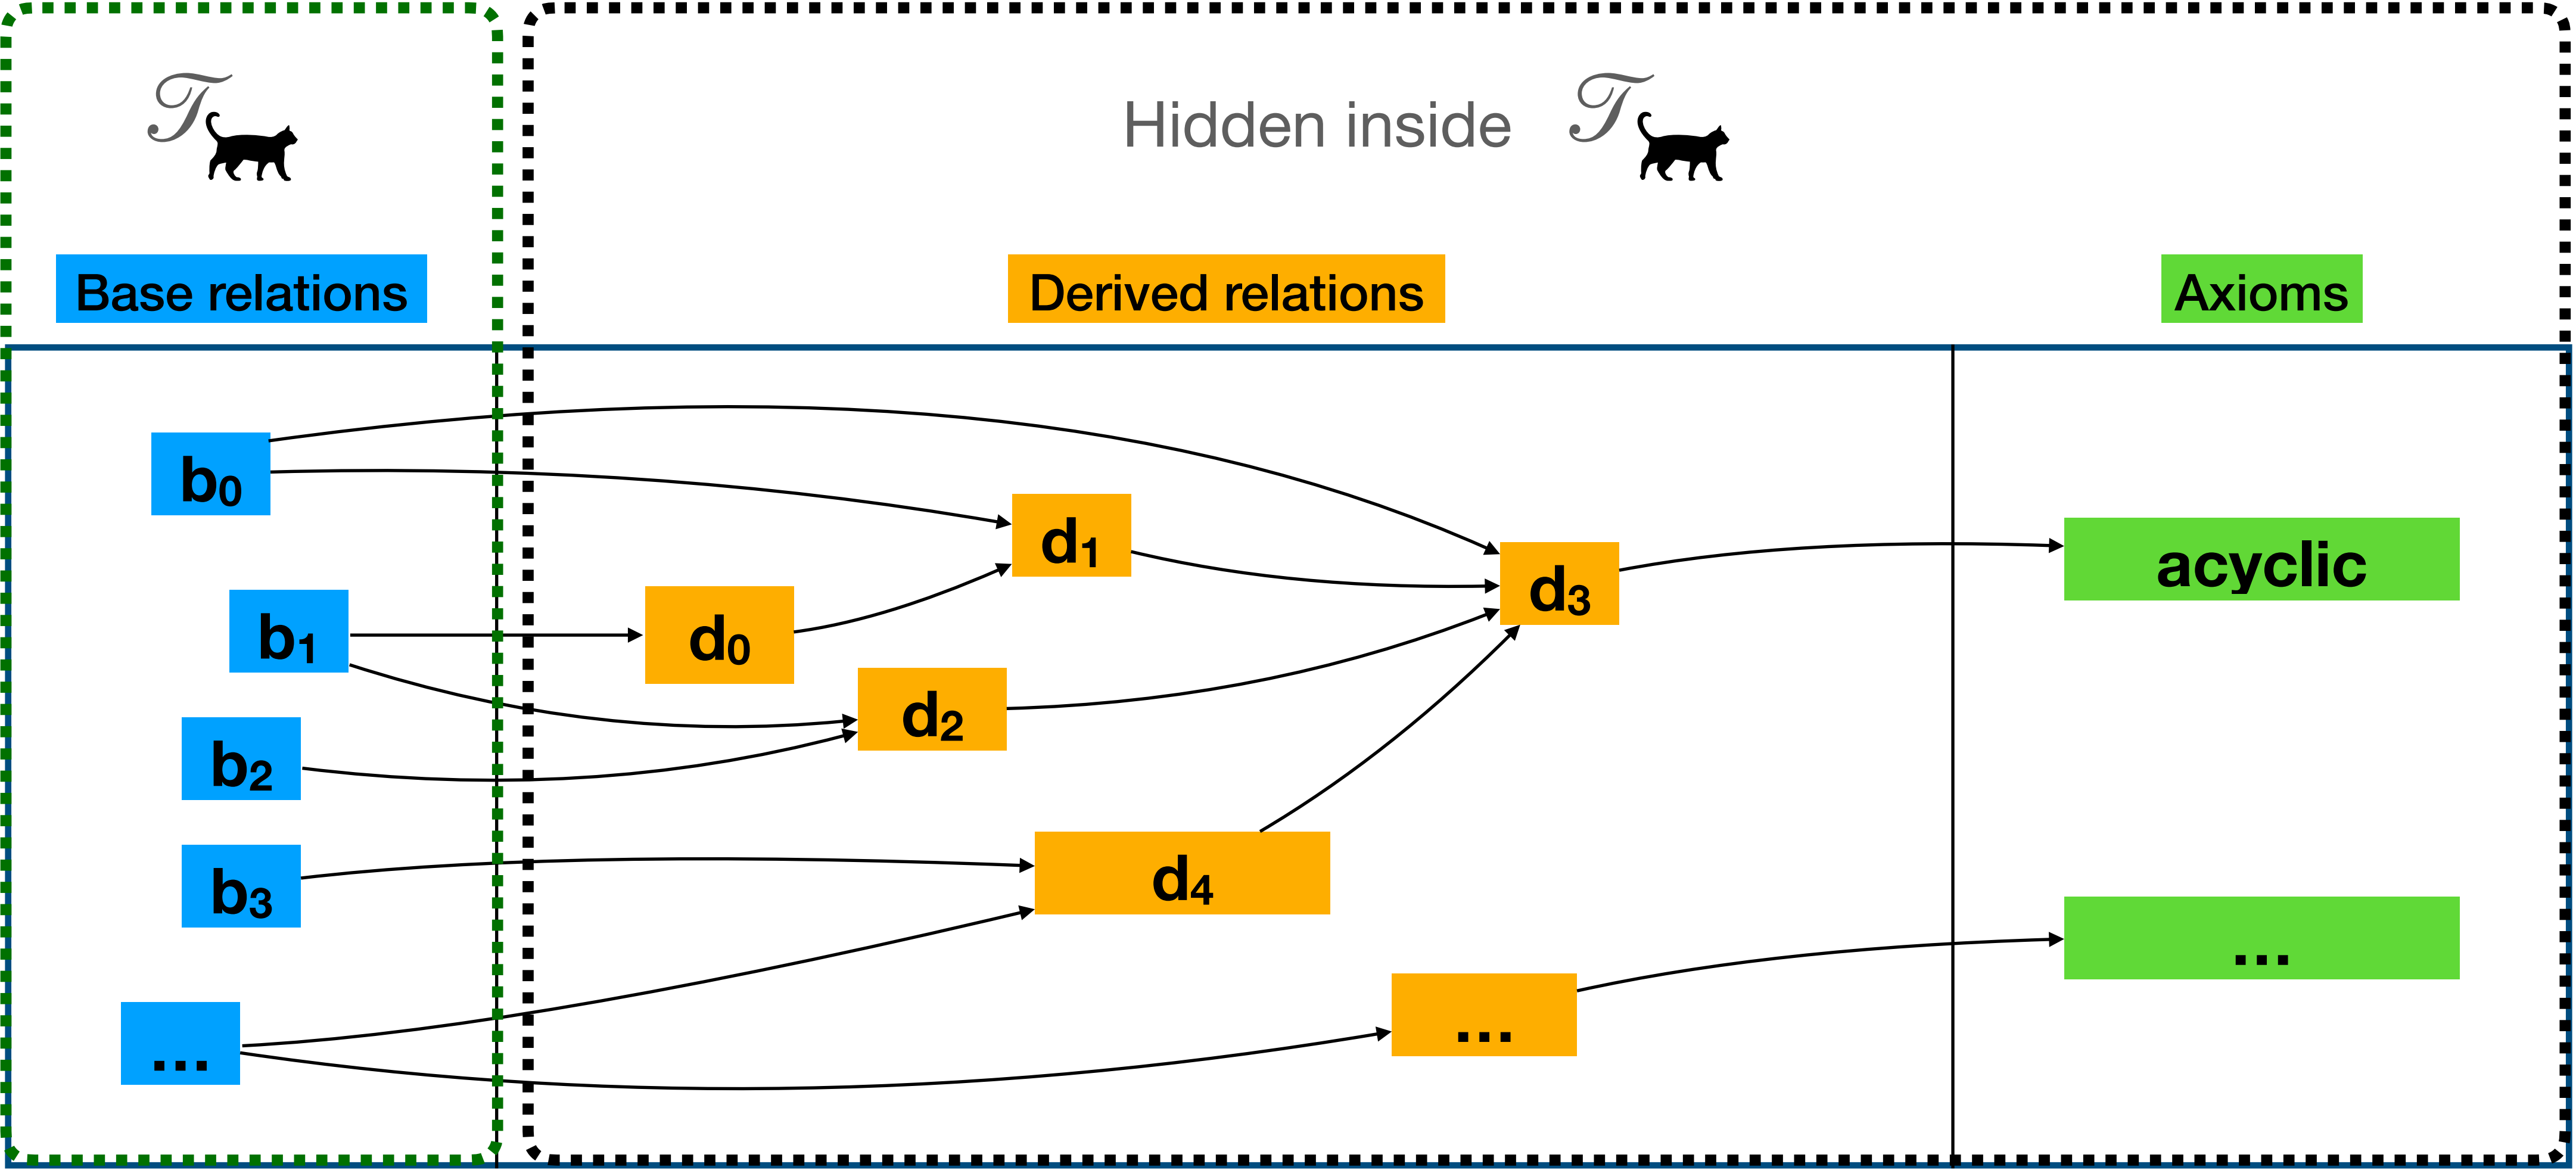 𝒯
Hidden inside 𝒯
Base relations
Derived relations
Axioms
b₀
d₁
acyclic
d₃
b₁
d₀
d₂
b₂
b₃
d₄
...
...
...